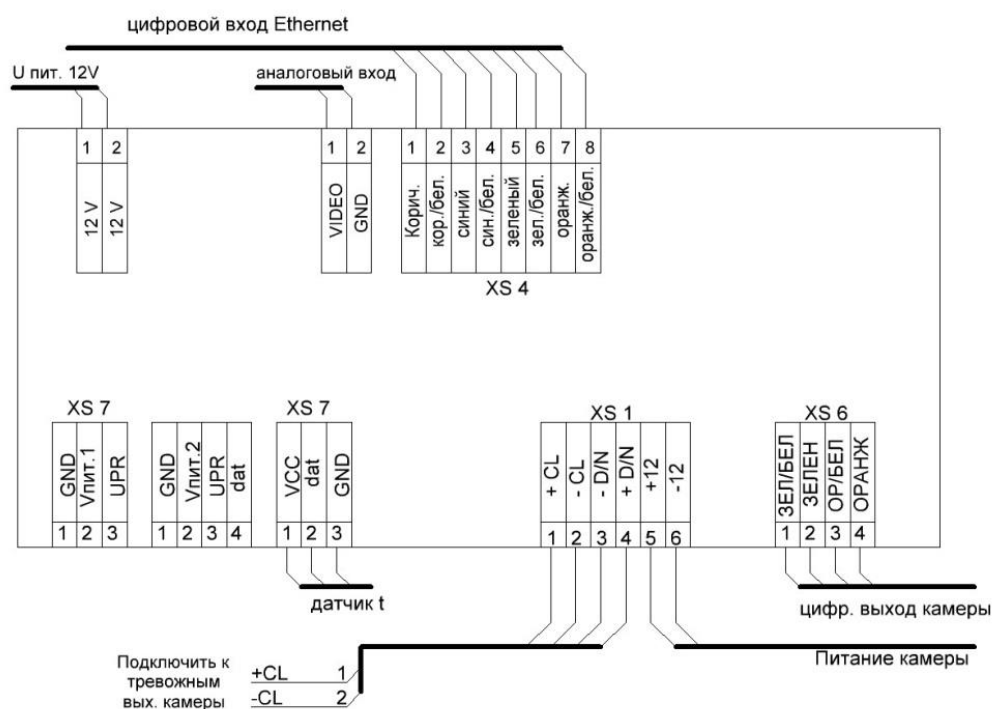 цифровой вход Ethernet
U пит. 12V
аналоговый вход
1 2
12 V
12 V
1 2
VIDEO
GND
1 2 3 4 5 6 7 8
Корич.
кор./бел.
синий
син./бел.
зеленый
зел./бел.
оранж.
оранж./бел.
XS 4
XS 7
GND
Vпит.1
UPR
1 2 3
GND
Vпит.2
UPR
dat
1 2 3 4
XS 7
VCC
dat
GND
1 2 3
датчик t
XS 1
+ CL
- CL
- D/N
+ D/N
+12
-12
1 2 3 4 5 6
XS 6
ЗЕЛ/БЕЛ
ЗЕЛЕН
ОР/БЕЛ
ОРАНЖ
1 2 3 4
цифр. выход камеры
Питание камеры
Подключить к
тревожным
вых. камеры
+CL 1
-CL 2